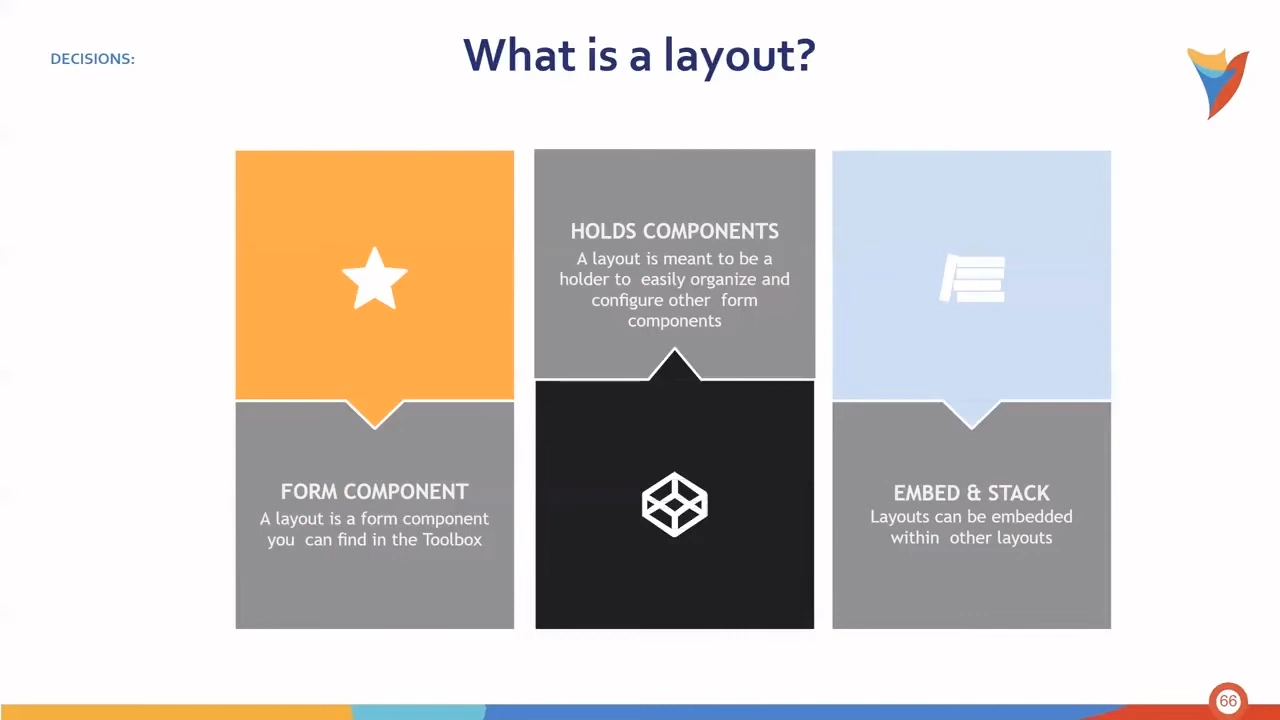 DECISIONS:
What is a layout?
FORM COMPONENT
A layout is a form component
you can find in the Toolbox
HOLDS COMPONENTS
A layout is meant to be a
holder to easily organize and
configure other form
components
EMBED & STACK
Layouts can be embedded
within other layouts
66